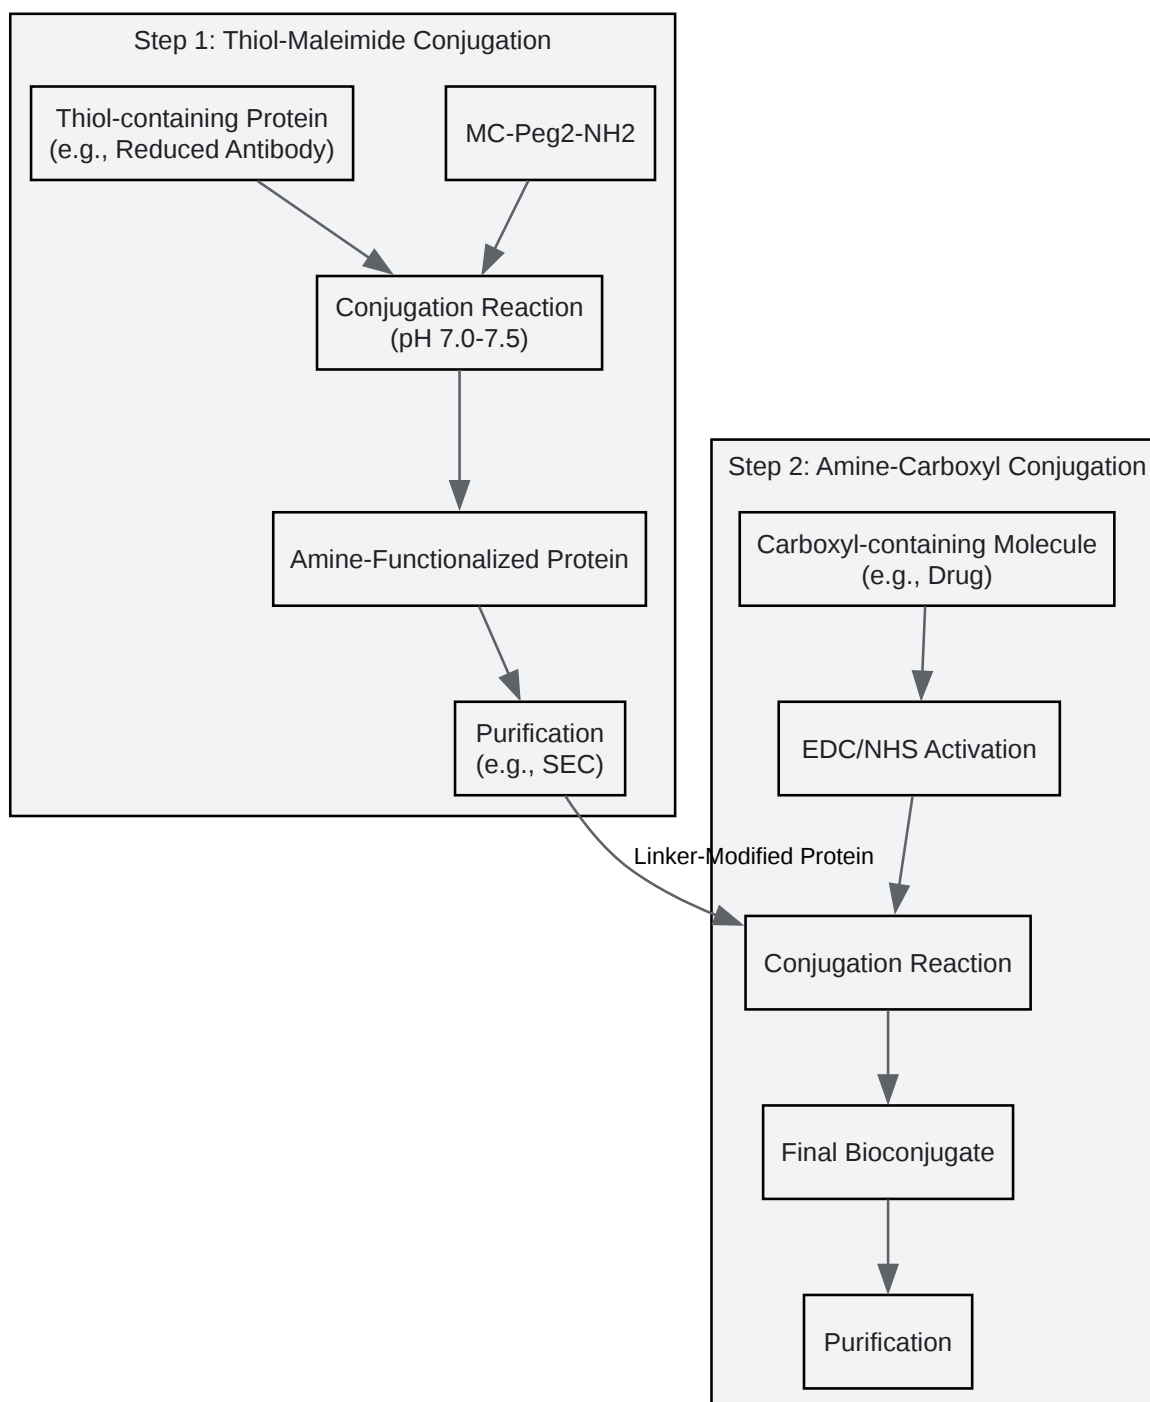 Step 1: Thiol-Maleimide Conjugation
Thiol-containing Protein
(e.g., Reduced Antibody)
MC-Peg2-NH2
Conjugation Reaction
(pH 7.0-7.5)
Amine-Functionalized Protein
Purification
(e.g., SEC)
Linker-Modified Protein
Step 2: Amine-Carboxyl Conjugation
Carboxyl-containing Molecule
(e.g., Drug)
EDC/NHS Activation
Conjugation Reaction
Final Bioconjugate
Purification